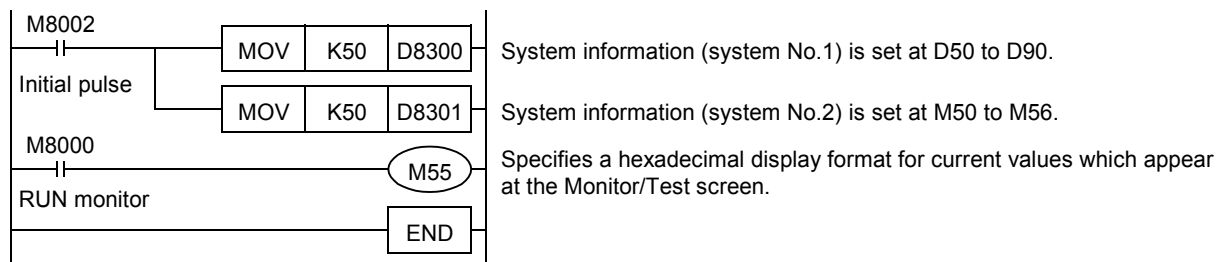 M8002
MOV K50 D8300 System information (system No.1) is set at D50 to D90.
Initial pulse
MOV K50 D8301 System information (system No.2) is set at M50 to M56.
M8000
M55 Specifies a hexadecimal display format for current values which appear
at the Monitor/Test screen.
RUN monitor
END